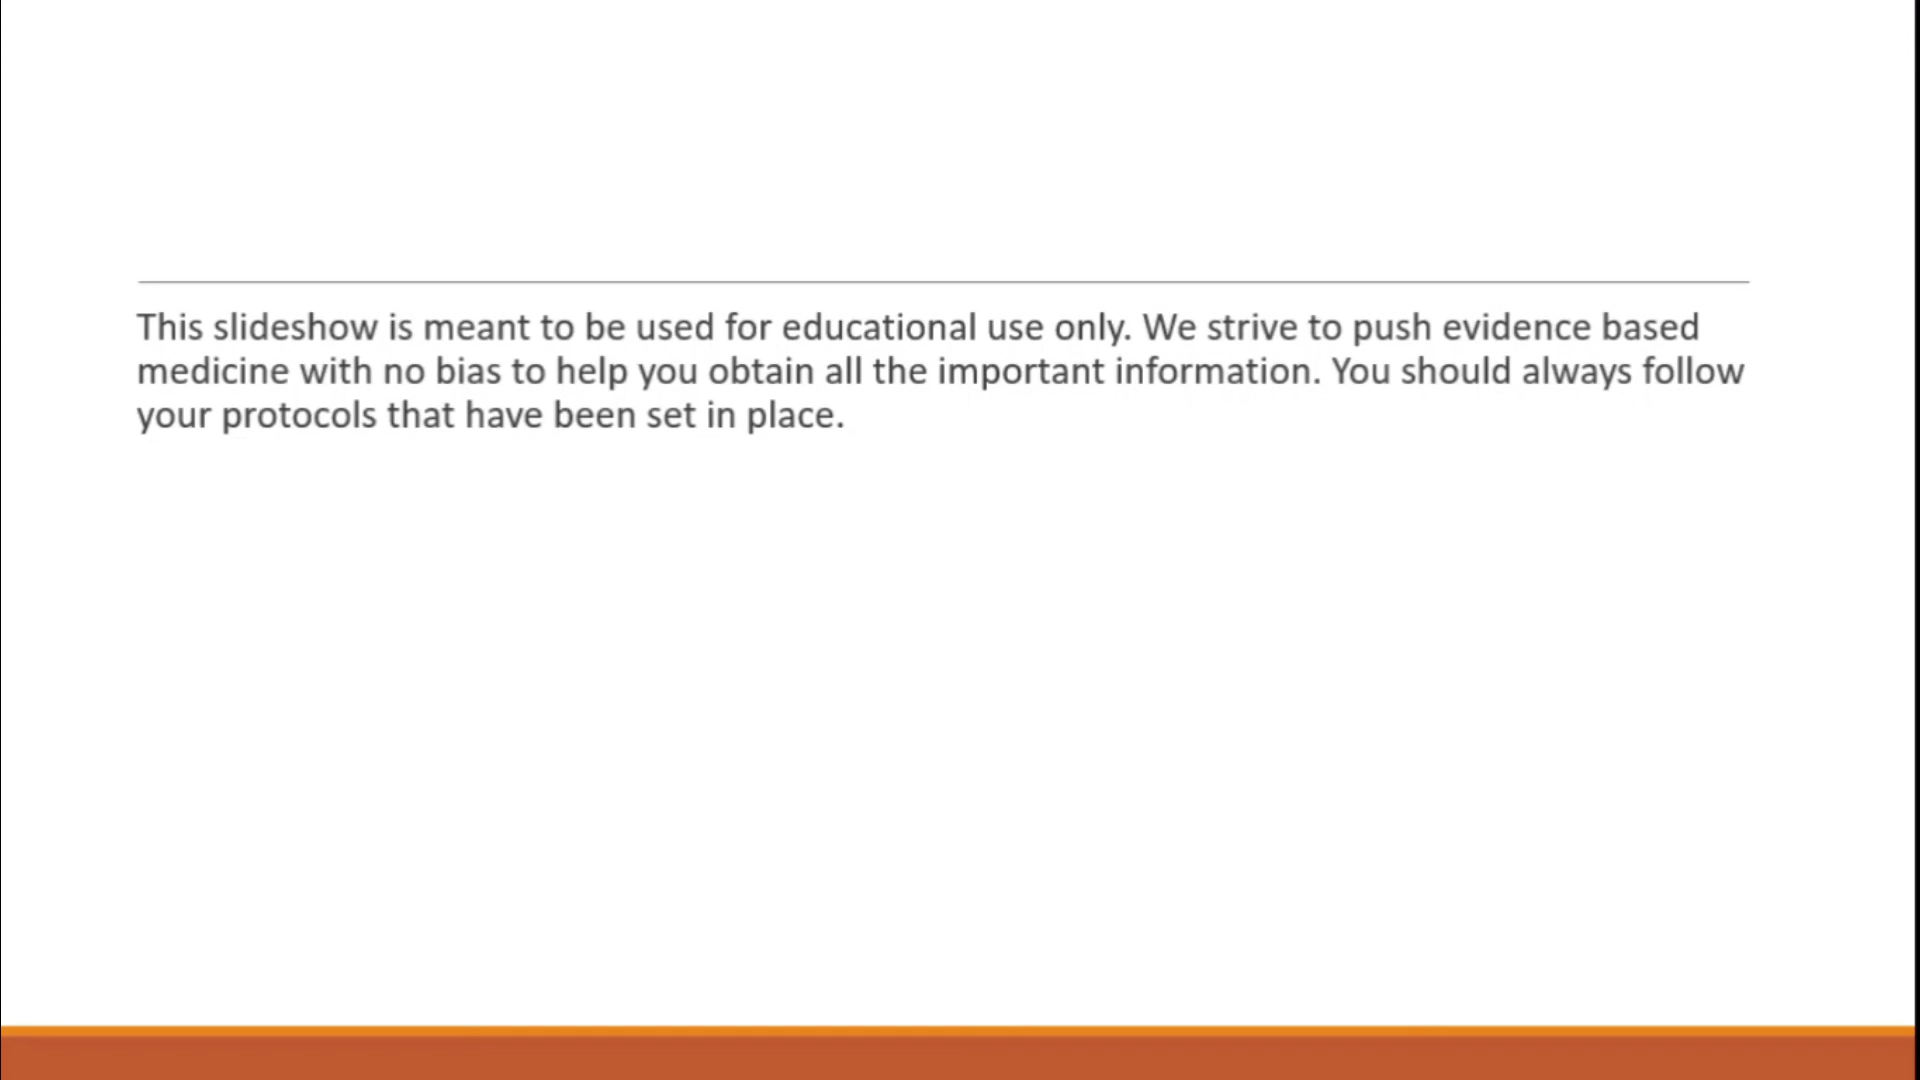 This slideshow is meant to be used for educational use only. We strive to push evidence based
medicine with no bias to help you obtain all the important information. You should always follow
your protocols that have been set in place.